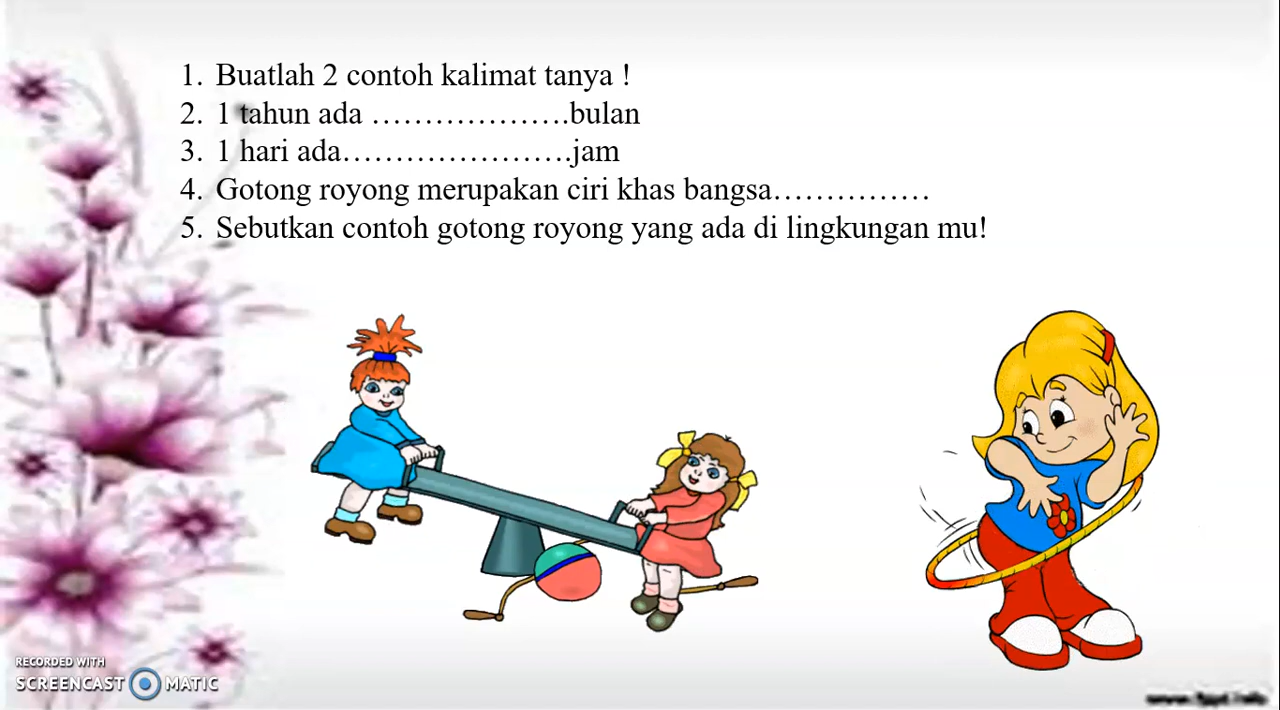 1. Buatlah 2 contoh kalimat tanya !
2. 1 tahun ada ……………….bulan
3. 1 hari ada………………….jam
4. Gotong royong merupakan ciri khas bangsa……………
5. Sebutkan contoh gotong royong yang ada di lingkungan mu!
RECORDED WITH
SCREENCAST MATIC